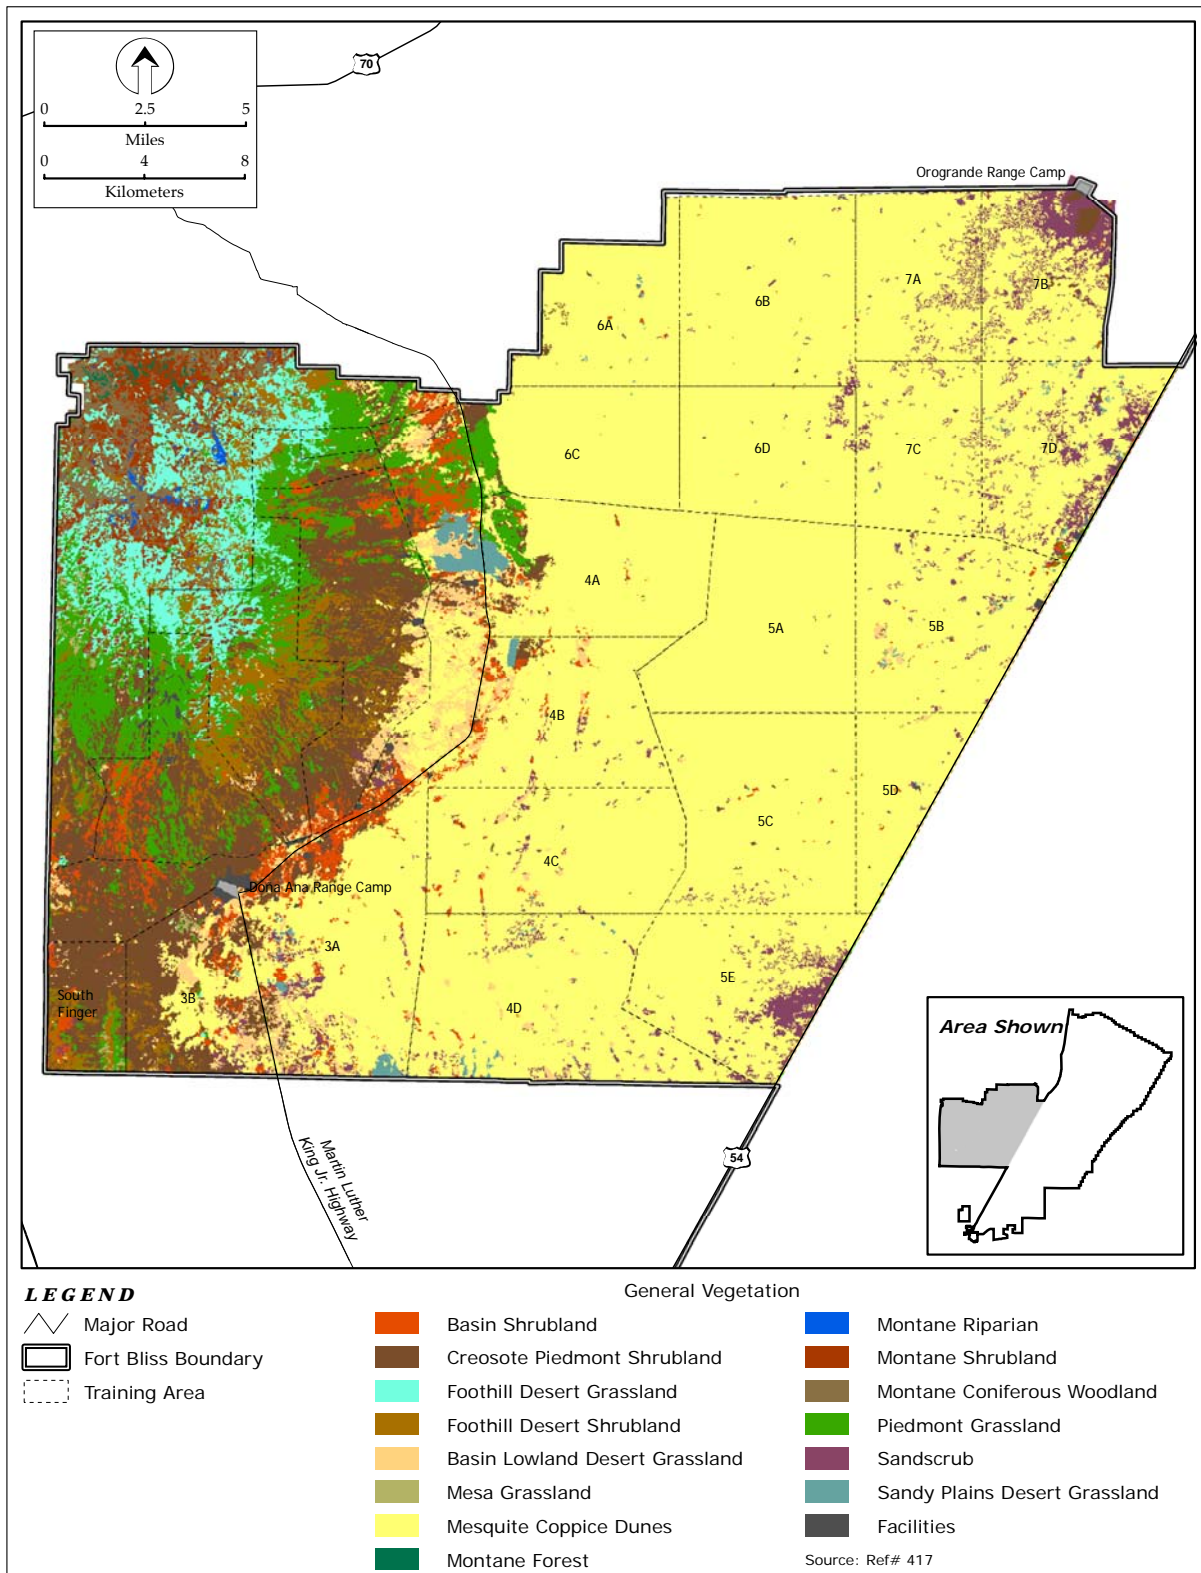 70
0 2.5 5
Miles
0 4 8
Kilometers
Orogrande Range Camp
7A
7B
6B
6A
6C
6D
7C
7D
4A
5A
5B
4B
5D
5C
4C
Dona Ana Range Camp
3A
5E
South
Finger
3B
4D
Area Shown
54
Martin Luther
King Jr. Highway
LEGEND
Major Road
Fort Bliss Boundary
Training Area
General Vegetation
Basin Shrubland
Creosote Piedmont Shrubland
Foothill Desert Grassland
Foothill Desert Shrubland
Basin Lowland Desert Grassland
Mesa Grassland
Mesquite Coppice Dunes
Montane Forest
Montane Riparian
Montane Shrubland
Montane Coniferous Woodland
Piedmont Grassland
Sandscrub
Sandy Plains Desert Grassland
Facilities
Source: Ref# 417